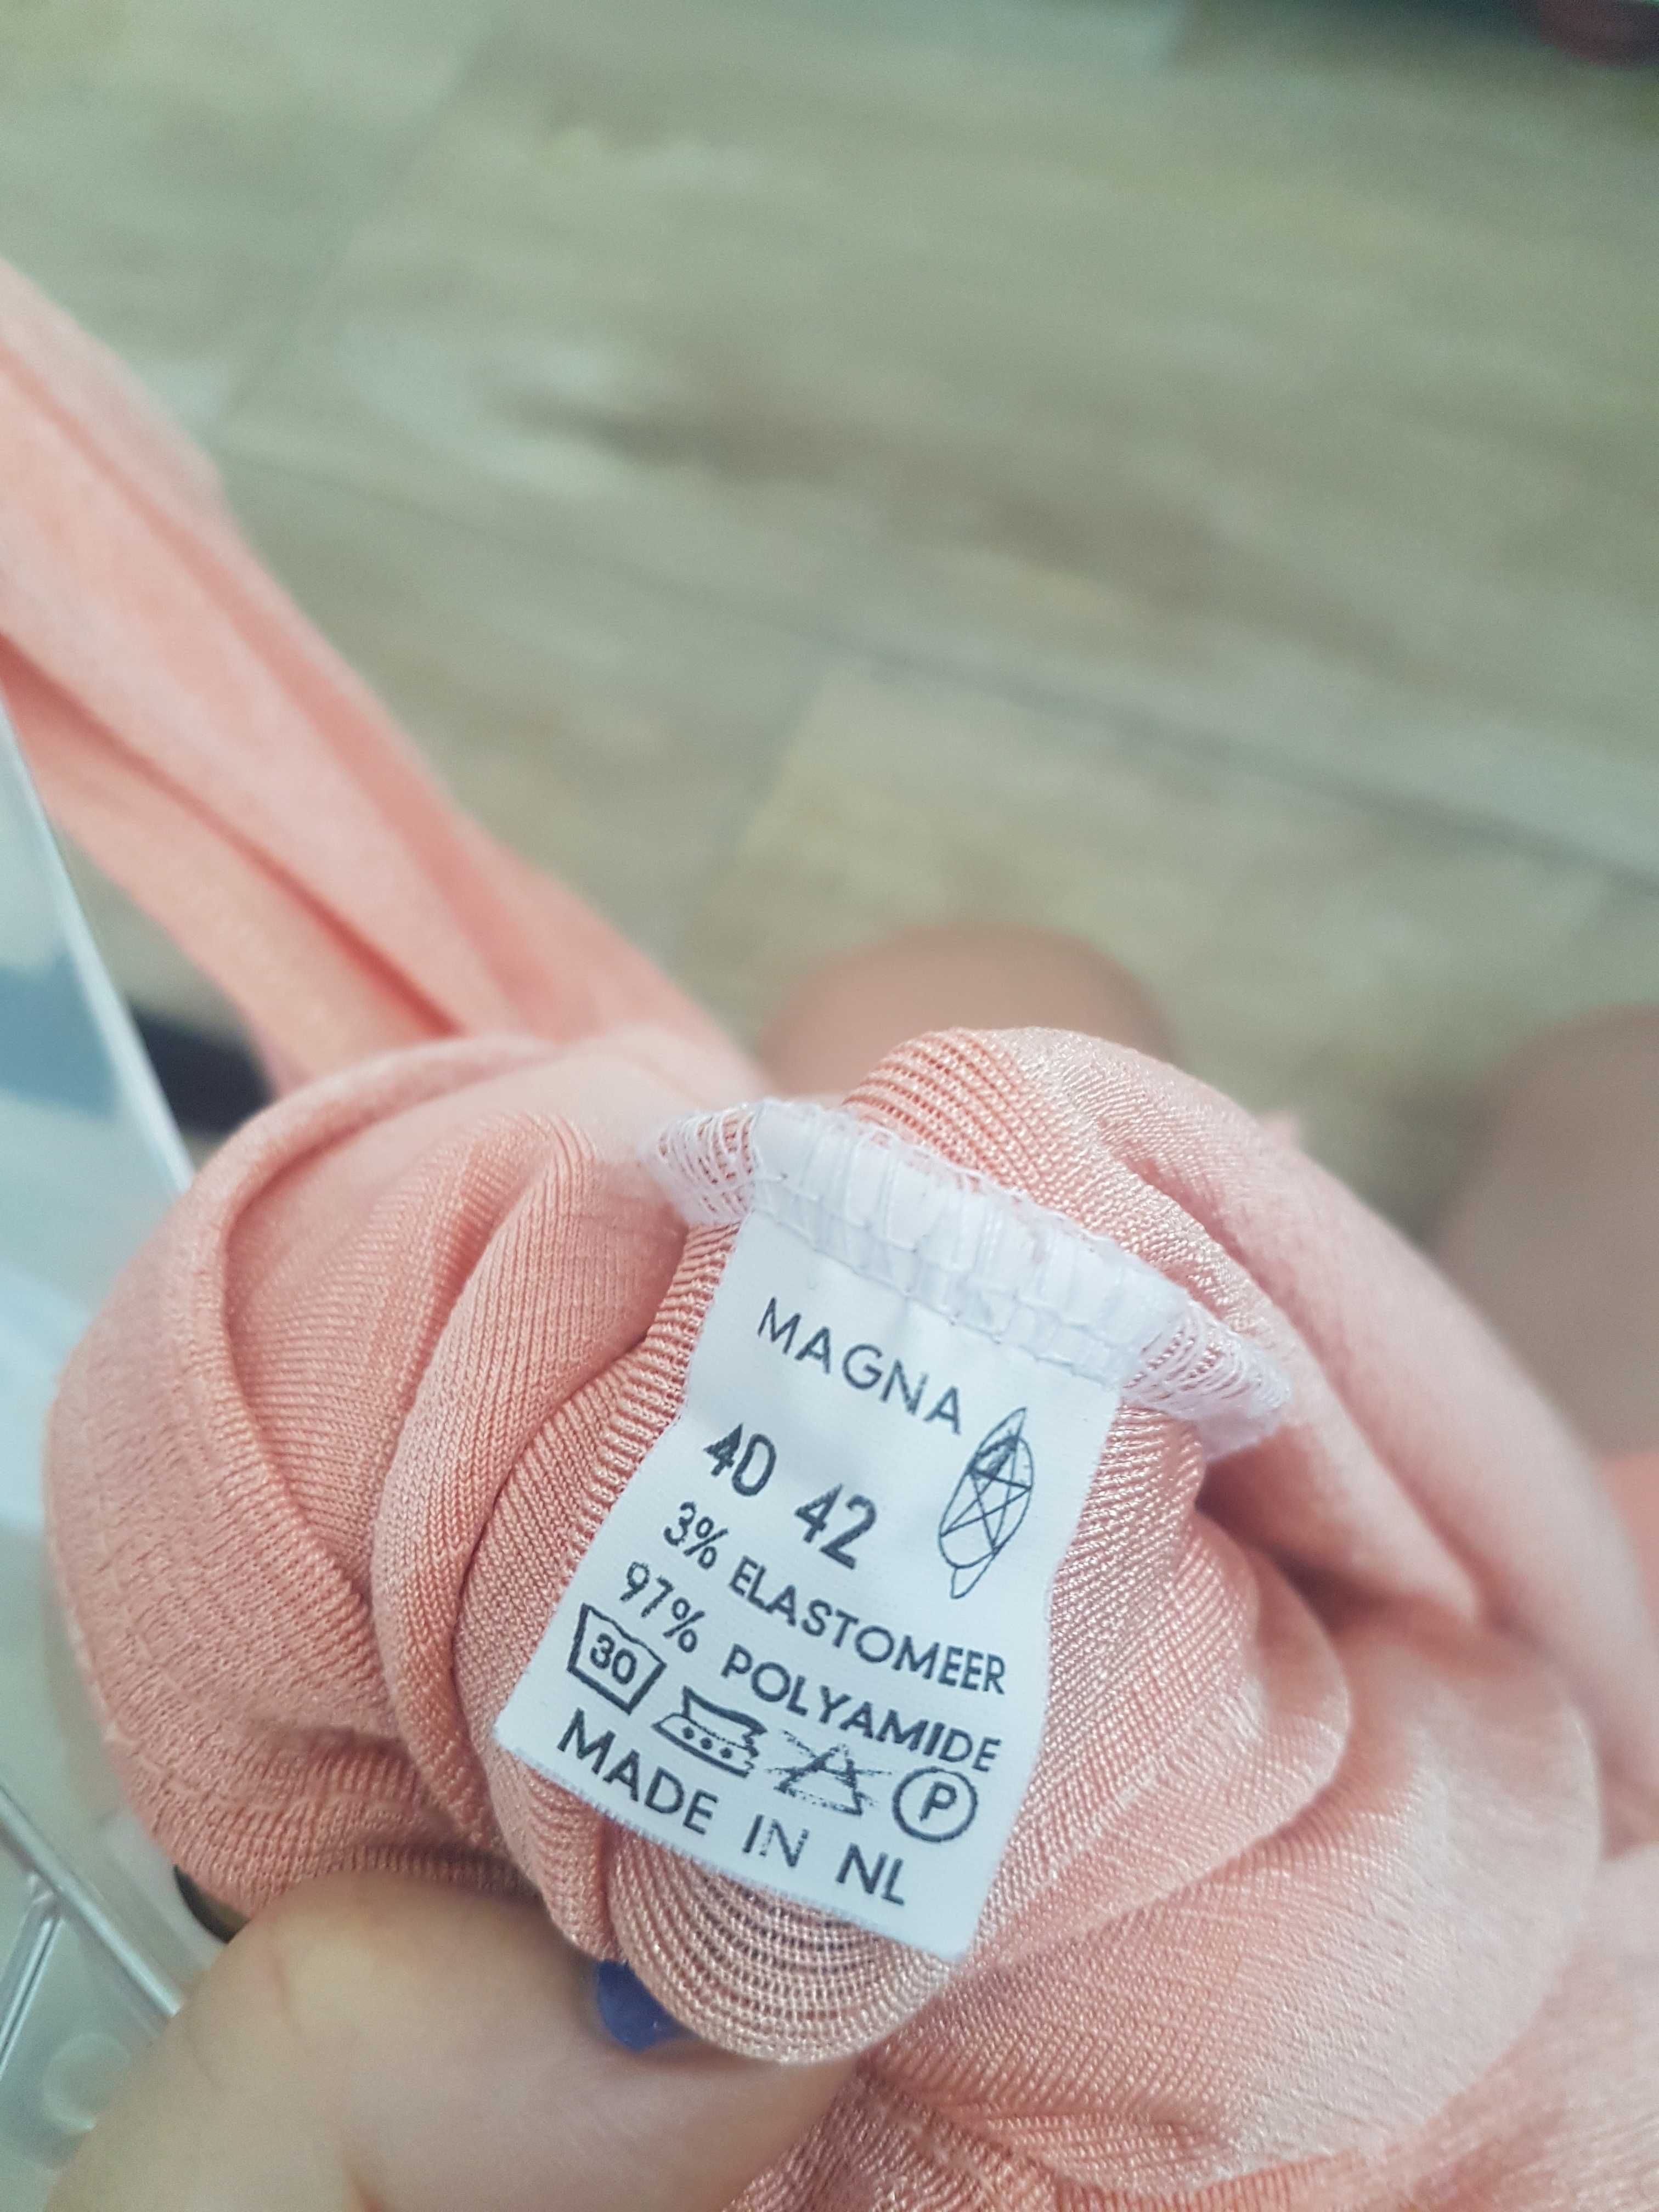 MAGNA
40 42
3% ELASTOMEER
97% POLYAMIDE
30 P
MADE IN NL